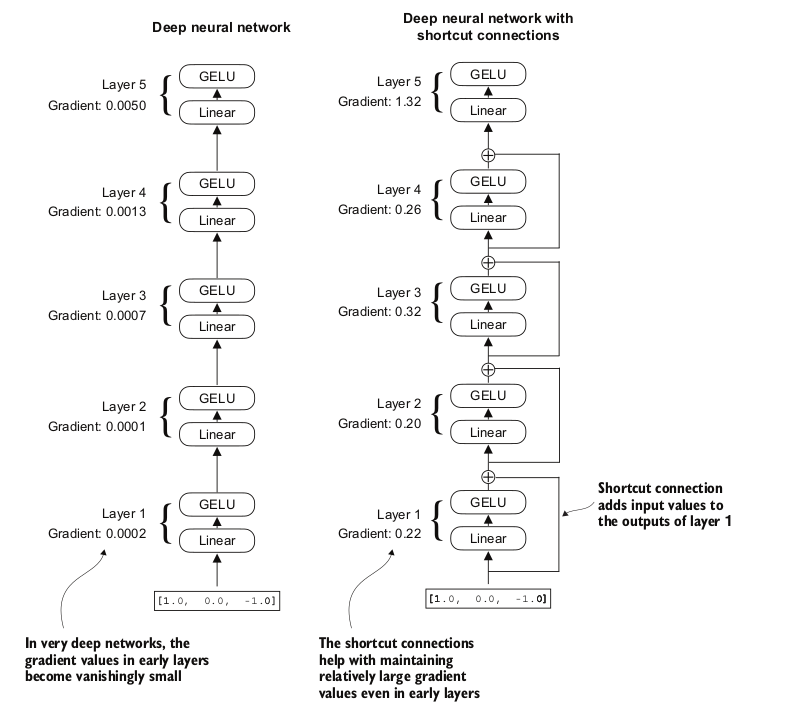 Deep neural network
Layer 5
Gradient: 0.0050
GELU
Linear
Layer 4
Gradient: 0.0013
GELU
Linear
Layer 3
Gradient: 0.0007
GELU
Linear
Layer 2
Gradient: 0.0001
GELU
Linear
Layer 1
Gradient: 0.0002
GELU
Linear
[1.0, 0.0, -1.0]
In very deep networks, the
gradient values in early layers
become vanishingly small
Deep neural network with
shortcut connections
Layer 5
Gradient: 1.32
GELU
Linear
Layer 4
Gradient: 0.26
GELU
Linear
Layer 3
Gradient: 0.32
GELU
Linear
Layer 2
Gradient: 0.20
GELU
Linear
Layer 1
Gradient: 0.22
GELU
Linear
[1.0, 0.0, -1.0]
Shortcut connection
adds input values to
the outputs of layer 1
The shortcut connections
help with maintaining
relatively large gradient
values even in early layers